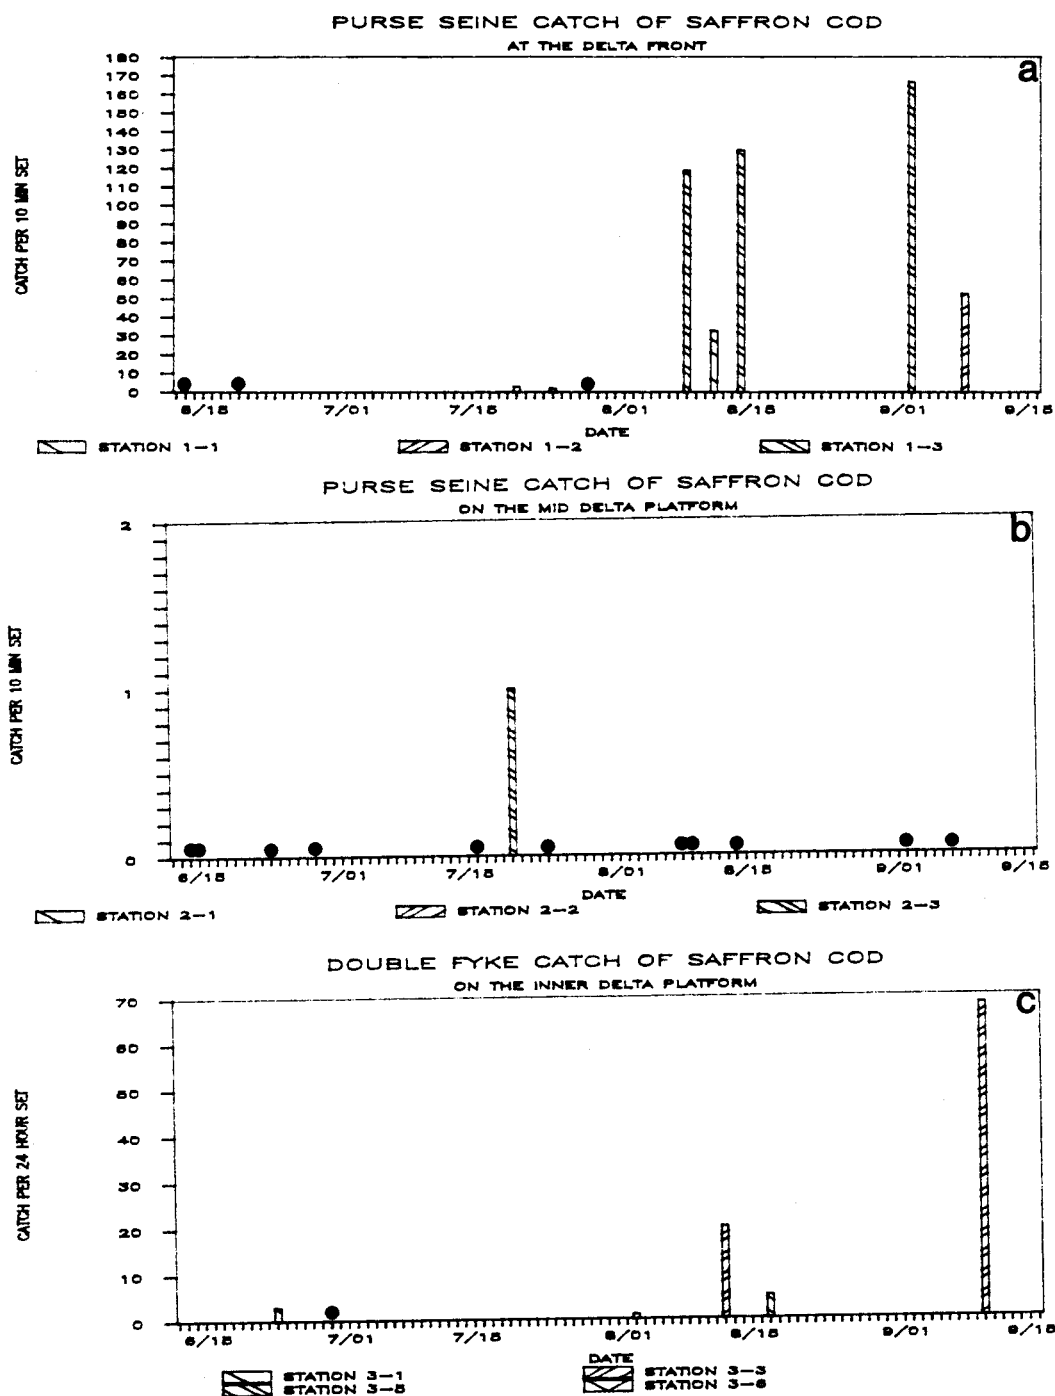 PURSE SEINE CATCH OF SAFFRON COD
AT THE DELTA FRONT
a
CATCH PER 10 MIN SET
180
170
160
150
140
130
120
110
100
90
80
70
60
50
40
30
20
10
0
6/15 7/01 7/15 8/01 8/15 9/01 9/15
DATE
STATION 1-1 STATION 1-2 STATION 1-3
PURSE SEINE CATCH OF SAFFRON COD
ON THE MID DELTA PLATFORM
b
CATCH PER 10 MIN SET
2
1
0
6/15 7/01 7/15 8/01 8/15 9/01 9/15
DATE
STATION 2-1 STATION 2-2 STATION 2-3
DOUBLE FYKE CATCH OF SAFFRON COD
ON THE INNER DELTA PLATFORM
c
CATCH PER 24 HOUR SET
70
60
50
40
30
20
10
0
6/15 7/01 7/15 8/01 8/15 9/01 9/15
DATE
STATION 3-1 STATION 3-3
STATION 3-5 STATION 3-6